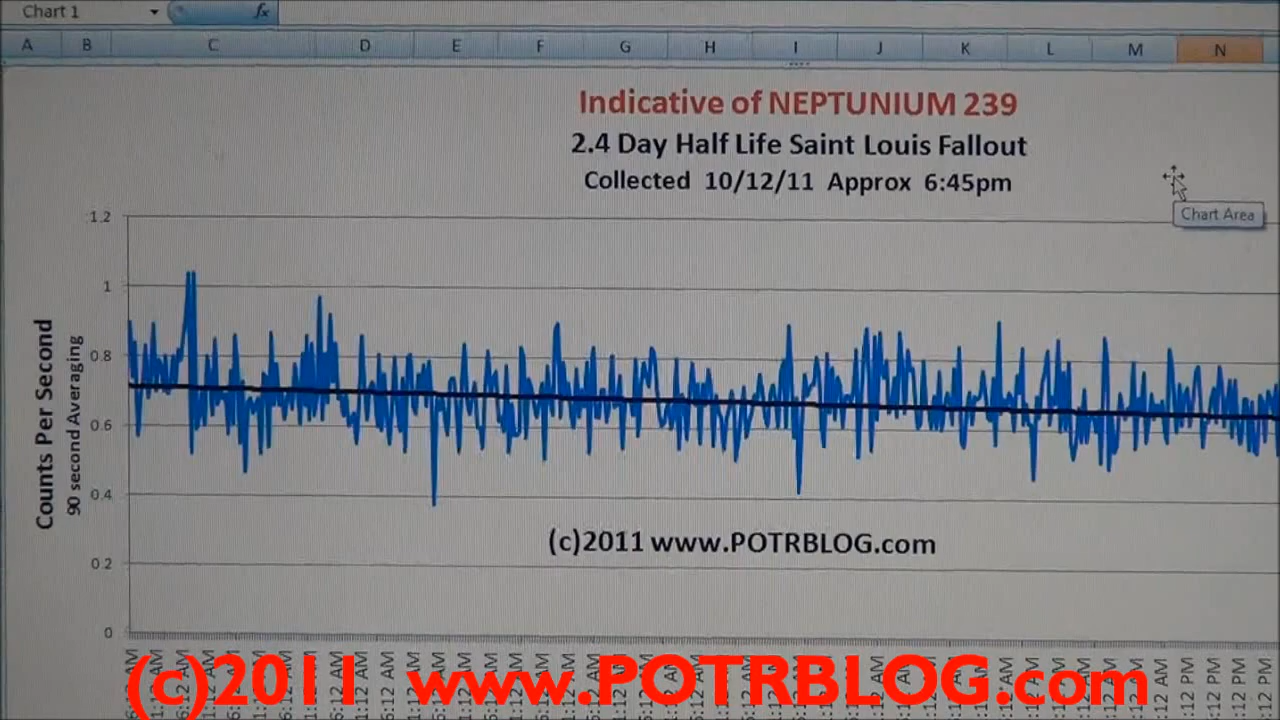 Chart 1
fx
A B C D E F G H I J K L M N
Indicative of NEPTUNIUM 239
2.4 Day Half Life Saint Louis Fallout
Collected 10/12/11 Approx 6:45pm
Chart Area
Counts Per Second
90 second Averaging
1.2
1
0.8
0.6
0.4
0.2
0
(c)2011 www.POTRBLOG.com
(c)2011 www.POTRBLOG.com